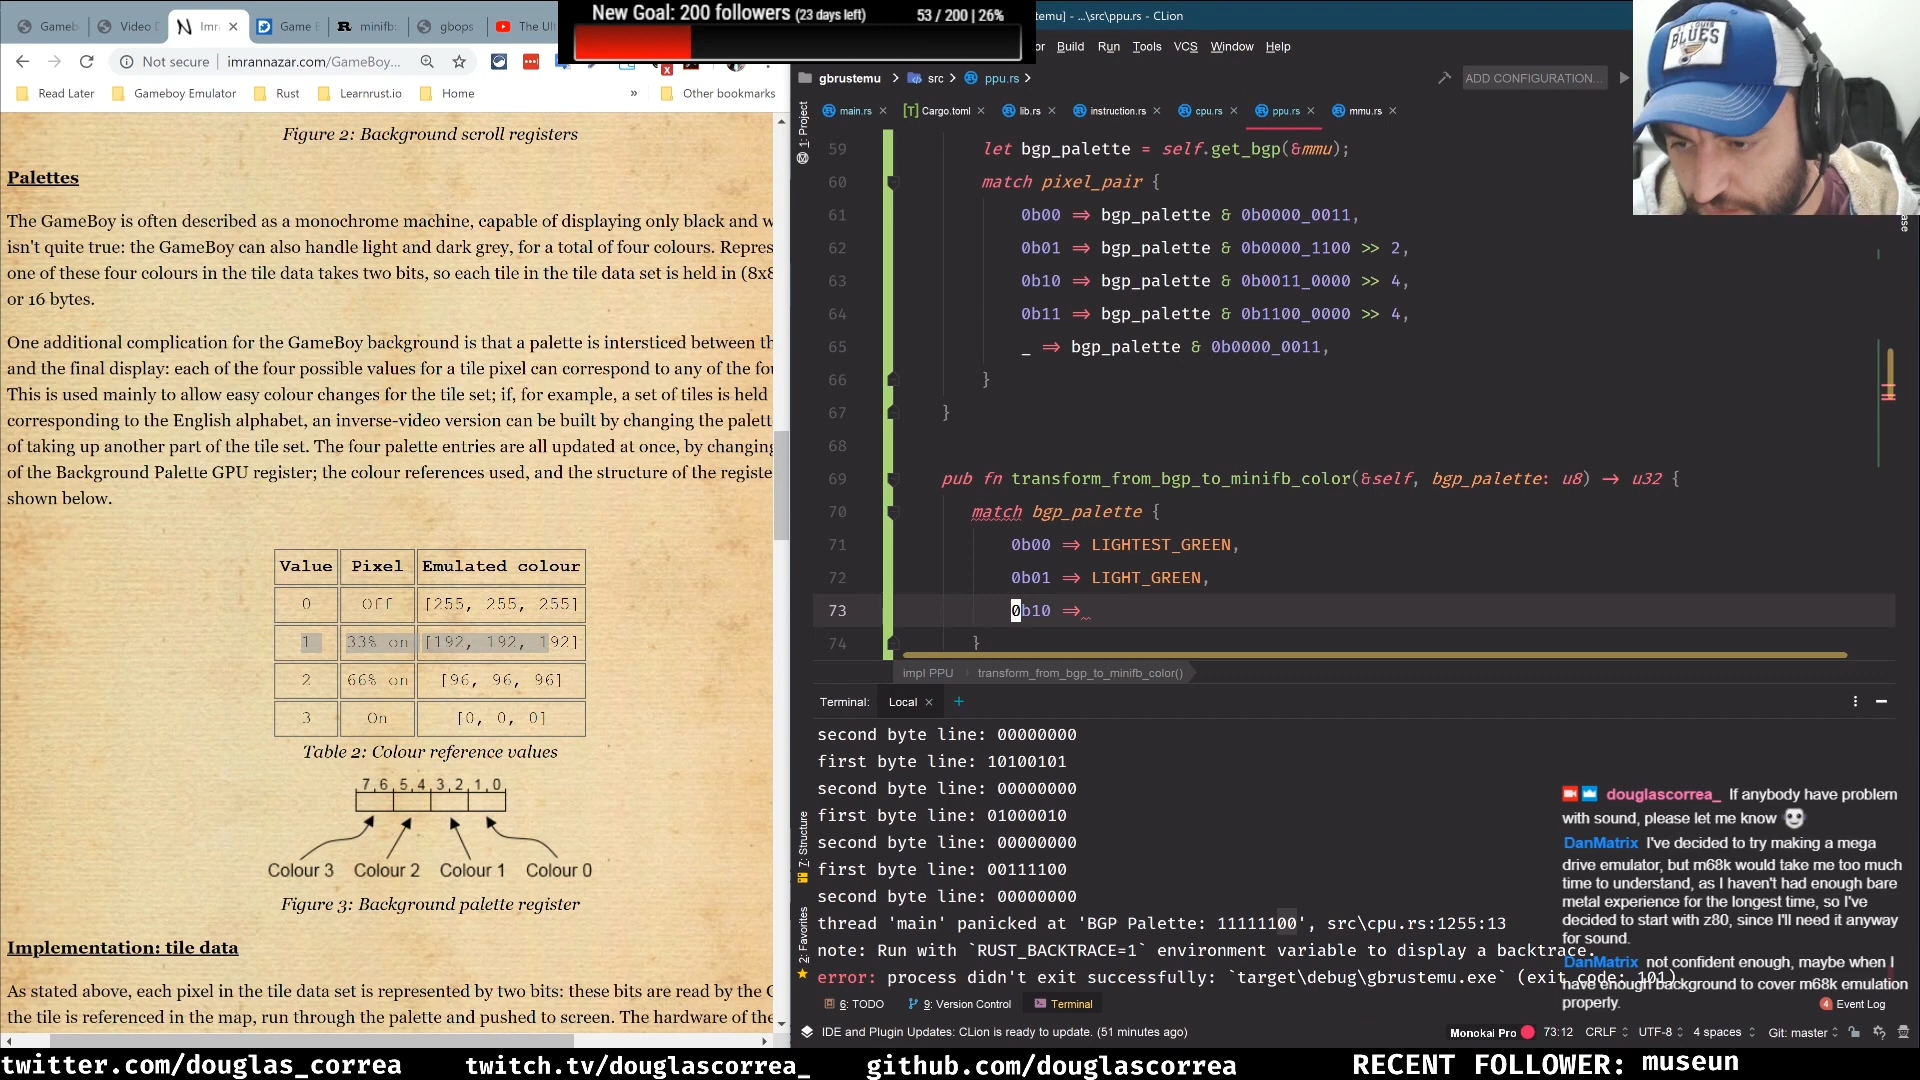 New Goal: 200 followers (23 days left) 53 / 200 | 26%
Gameb
Video D
Imra
Game B
minifb
gbops
The Ult
Not secure imrannazar.com/GameBoy...
Read Later
Gameboy Emulator
Rust
Learnrust.io
Home
» Other bookmarks
Figure 2: Background scroll registers
Palettes
The GameBoy is often described as a monochrome machine, capable of displaying only black and w
isn't quite true: the GameBoy can also handle light and dark grey, for a total of four colours. Repres
one of these four colours in the tile data takes two bits, so each tile in the tile data set is held in (8x8
or 16 bytes.
One additional complication for the GameBoy background is that a palette is intersticed between th
and the final display: each of the four possible values for a tile pixel can correspond to any of the fou
This is used mainly to allow easy colour changes for the tile set; if, for example, a set of tiles is held
corresponding to the English alphabet, an inverse-video version can be built by changing the palett
of taking up another part of the tile set. The four palette entries are all updated at once, by changing
of the Background Palette GPU register; the colour references used, and the structure of the registe
shown below.
Value Pixel Emulated colour
0 Off [255, 255, 255]
1 33% on [192, 192, 192]
2 66% on [96, 96, 96]
3 On [0, 0, 0]
Table 2: Colour reference values
7,6 5,4 3,2 1,0
Colour 3 Colour 2 Colour 1 Colour 0
Figure 3: Background palette register
Implementation: tile data
As stated above, each pixel in the tile data set is represented by two bits: these bits are read by the G
the tile is referenced in the map, run through the palette and pushed to screen. The hardware of the
temu] - ...\src\ppu.rs - CLion
or Build Run Tools VCS Window Help
gbrustemu > src > ppu.rs >
ADD CONFIGURATION...
main.rs × [T] Cargo.toml × lib.rs × instruction.rs × cpu.rs × ppu.rs × mmu.rs ×
1: Project
59 let bgp_palette = self.get_bgp(&mmu);
60 match pixel_pair {
61 0b00 ⇒ bgp_palette & 0b0000_0011,
62 0b01 ⇒ bgp_palette & 0b0000_1100 >> 2,
63 0b10 ⇒ bgp_palette & 0b0011_0000 >> 4,
64 0b11 ⇒ bgp_palette & 0b1100_0000 >> 4,
65 _ ⇒ bgp_palette & 0b0000_0011,
66 }
67 }
68
69 pub fn transform_from_bgp_to_minifb_color(&self, bgp_palette: u8) → u32 {
70 match bgp_palette {
71 0b00 ⇒ LIGHTEST_GREEN,
72 0b01 ⇒ LIGHT_GREEN,
73 0b10 ⇒
74 }
impl PPU > transform_from_bgp_to_minifb_color()
Terminal: Local × +
second byte line: 00000000
first byte line: 10100101
second byte line: 00000000
first byte line: 01000010
second byte line: 00000000
first byte line: 00111100
second byte line: 00000000
thread 'main' panicked at 'BGP Palette: 11111100', src\cpu.rs:1255:13
note: Run with `RUST_BACKTRACE=1` environment variable to display a backtrace.
error: process didn't exit successfully: `target\debug\gbrustemu.exe` (exit code: 101)
7: Structure
2: Favorites
douglascorrea_ If anybody have problem
with sound, please let me know
DanMatrix I've decided to try making a mega
drive emulator, but m68k would take me too much
time to understand, as I haven't had enough bare
metal experience for the longest time, so I've
decided to start with z80, since I'll need it anyway
for sound.
DanMatrix not confident enough, maybe when I
have enough background to cover m68k emulation
properly.
6: TODO 9: Version Control Terminal
4 Event Log
IDE and Plugin Updates: CLion is ready to update. (51 minutes ago)
Monokai Pro 73:12 CRLF UTF-8 4 spaces Git: master
twitter.com/douglas_correa twitch.tv/douglascorrea_ github.com/douglascorrea RECENT FOLLOWER: museun